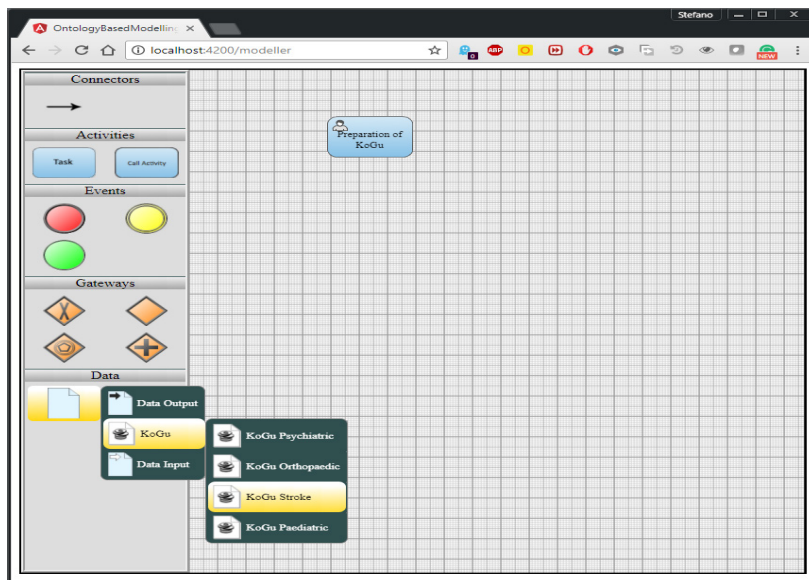 Stefano
OntologyBasedModelling
localhost:4200/modeller
ABP
0
NEW
Connectors
Activities
Task
Call Activity
Events
Gateways
Data
Preparation of
KoGu
Data Output
KoGu
Data Input
KoGu Psychiatric
KoGu Orthopaedic
KoGu Stroke
KoGu Paediatric